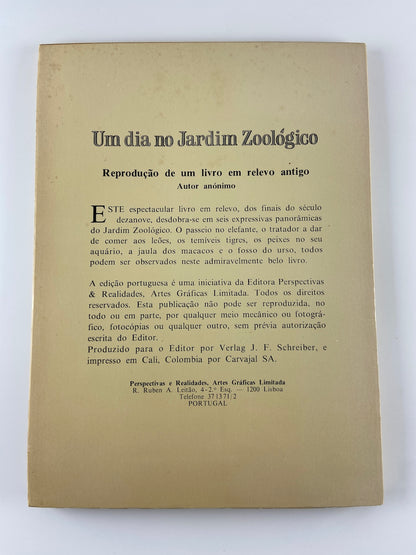 Um dia no Jardim Zoológico
Reprodução de um livro em relevo antigo
Autor anónimo
ESTE espectacular livro em relevo, dos finais do século
dezanove, desdobra-se em seis expressivas panorâmicas
do Jardim Zoológico. O passeio no elefante, o tratador a dar
de comer aos leões, os temíveis tigres, os peixes no seu
aquário, a jaula dos macacos e o fosso do urso, todos
podem ser observados neste admiravelmente belo livro.
A edição portuguesa é uma iniciativa da Editora Perspectivas
& Realidades, Artes Gráficas Limitada. Todos os direitos
reservados. Esta publicação não pode ser reproduzida, no
todo ou em parte, por qualquer meio mecânico ou fotográ-
fico, fotocópias ou qualquer outro, sem prévia autorização
escrita do Editor.
Produzido para o Editor por Verlag J. F. Schreiber, e
impresso em Cali, Colombia por Carvajal SA.
Perspectivas e Realidades, Artes Gráficas Limitada
R. Ruben A. Leitão, 4-2.º Esq. — 1200 Lisboa
Telefone 37 13 71/2
PORTUGAL